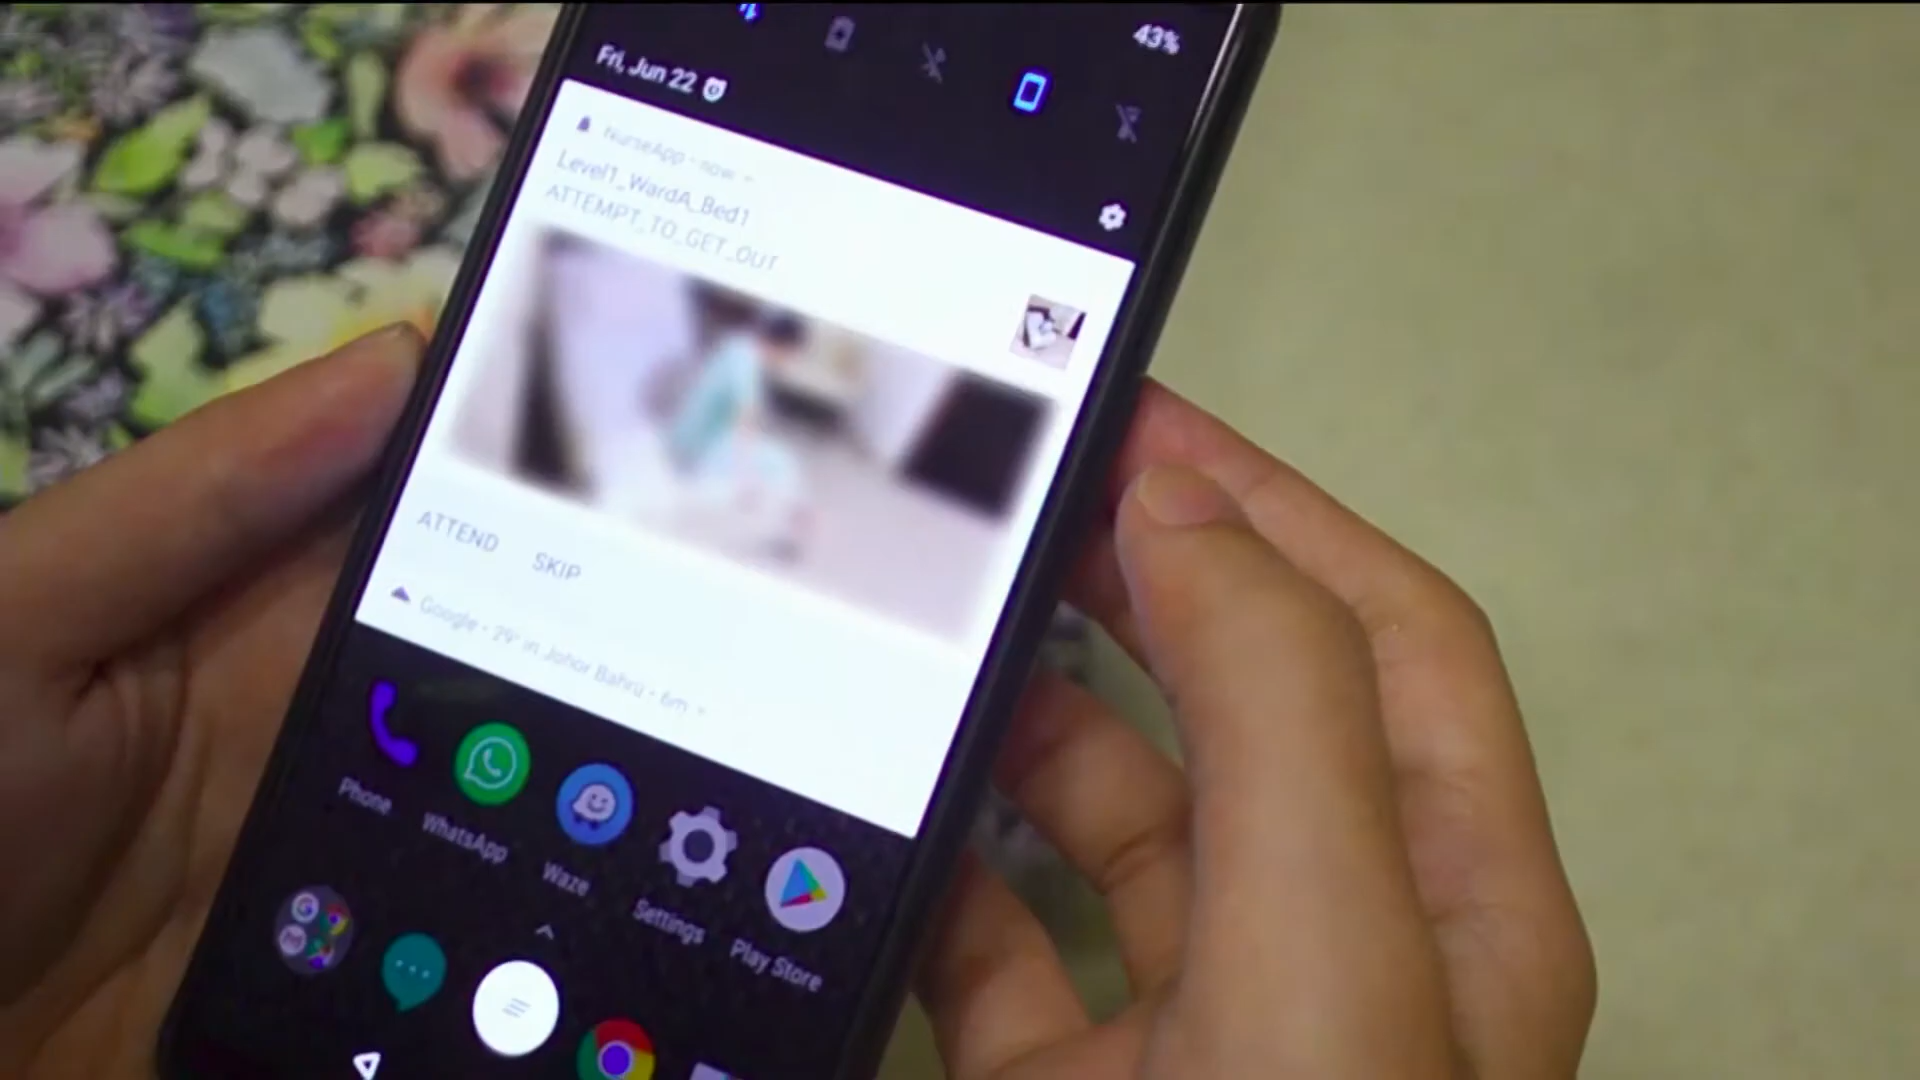 43%
Fri, Jun 22
NurseApp • now
Level1_WardA_Bed1
ATTEMPT_TO_GET_OUT
ATTEND SKIP
Google • 29° in Johor Bahru • 6m
Phone
WhatsApp
Waze
Settings
Play Store